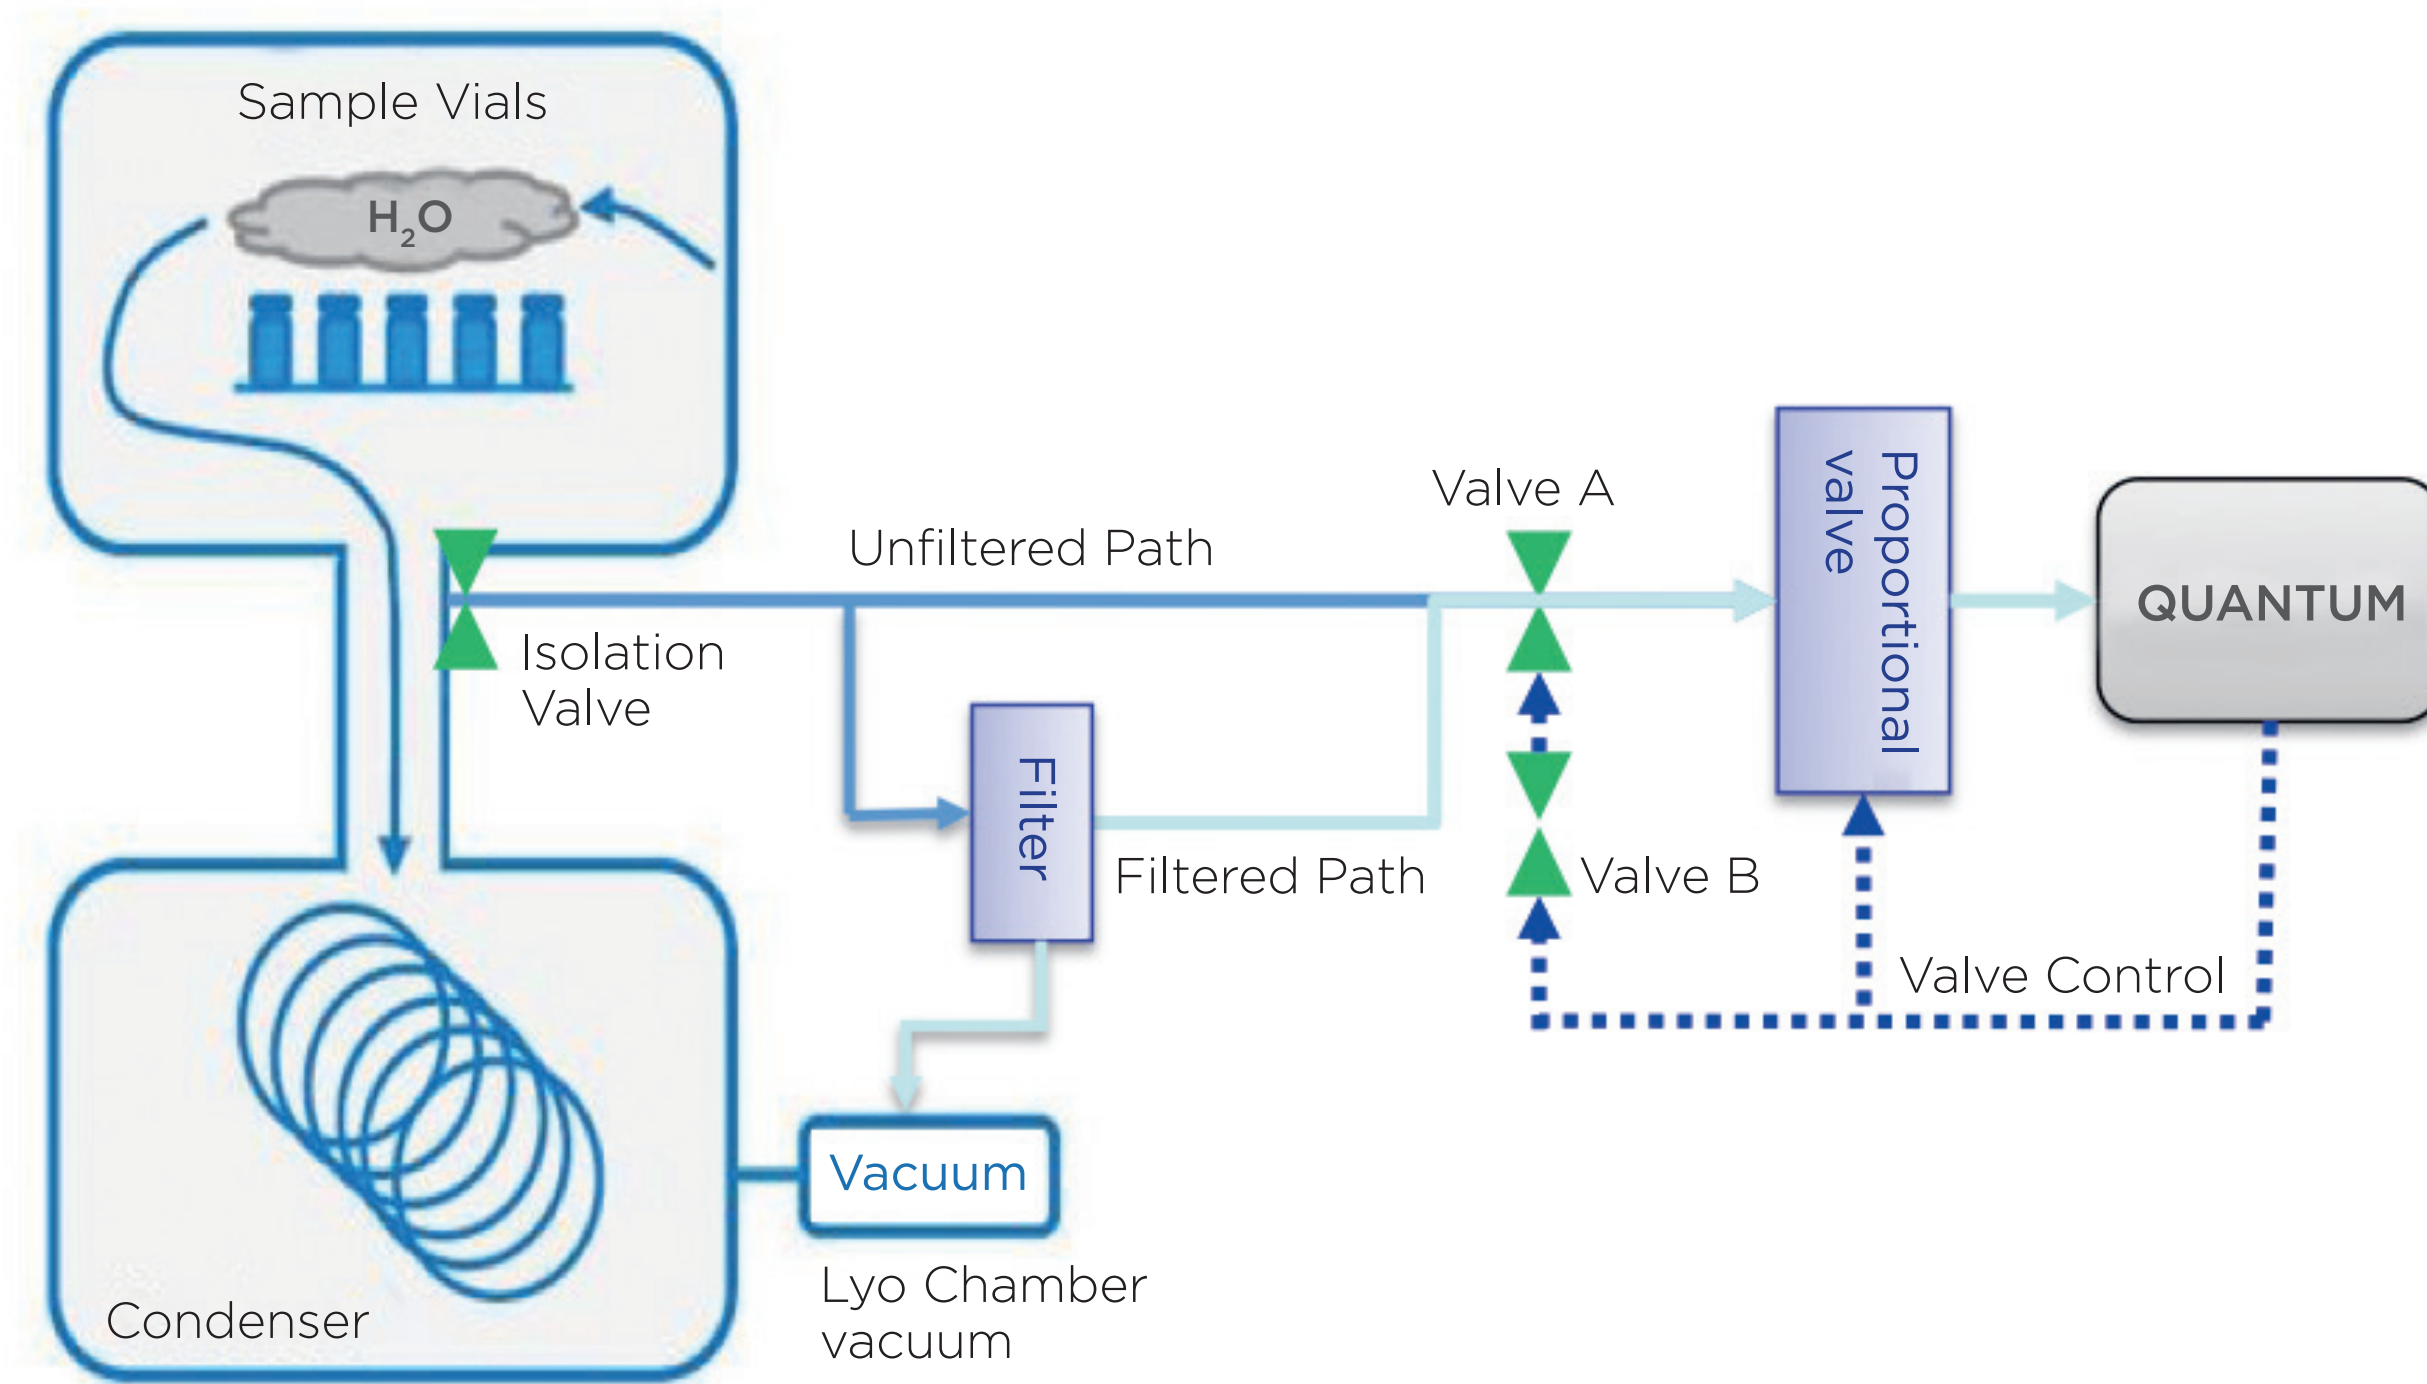 Sample Vials
H₂O
Valve A
Unfiltered Path
Proportional
valve
QUANTUM
Isolation
Valve
Filter
Filtered Path
Valve B
Valve Control
Vacuum
Lyo Chamber
vacuum
Condenser